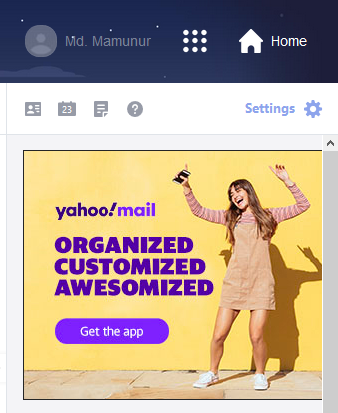 Md. Mamunur
Home
23
Settings
yahoo!mail
ORGANIZED
CUSTOMIZED
AWESOMIZED
Get the app